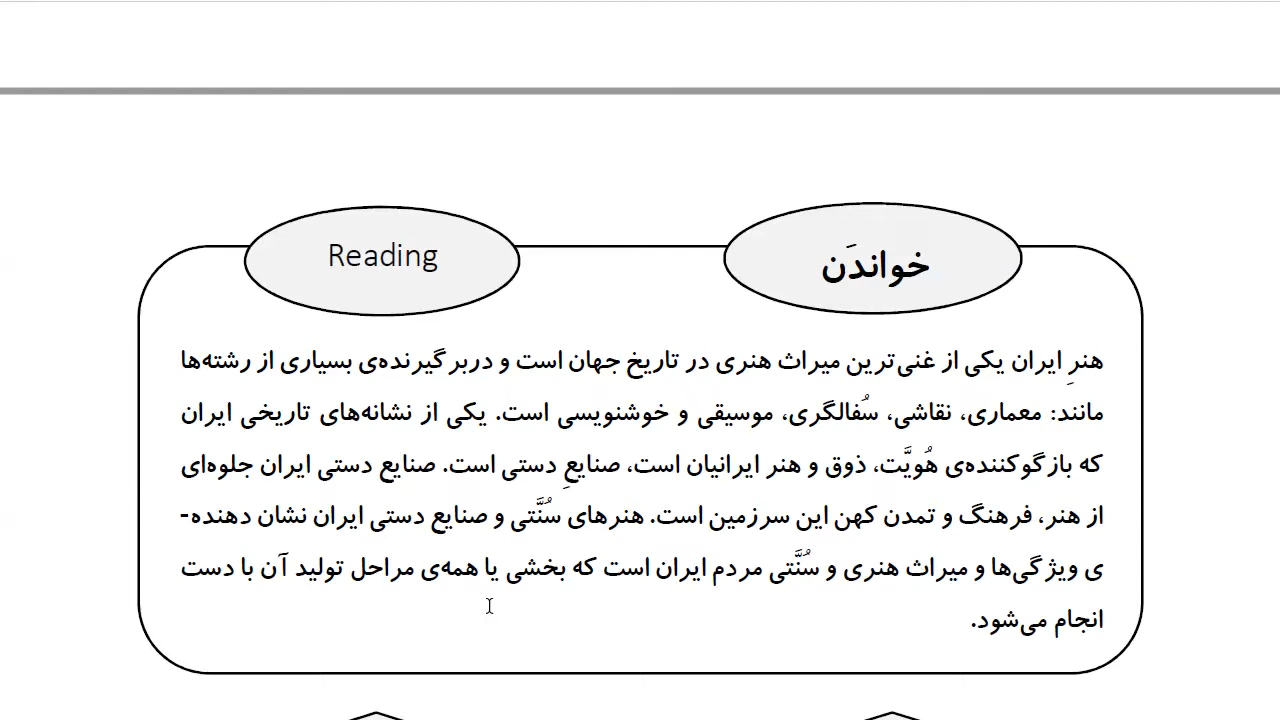 خواندَن
Reading
هنرِ ایران یکی از غنی‌ترین میراث هنری در تاریخ جهان است و دربرگیرنده‌ی بسیاری از رشته‌ها
مانند: معماری، نقاشی، سُفالگری، موسیقی و خوشنویسی است. یکی از نشانه‌های تاریخی ایران
که بازگوکننده‌ی هُویَّت، ذوق و هنر ایرانیان است، صنایعِ دستی است. صنایع دستی ایران جلوه‌ای
از هنر، فرهنگ و تمدن کهن این سرزمین است. هنرهای سُنَّتی و صنایع دستی ایران نشان دهنده-
ی ویژگی‌ها و میراث هنری و سُنَّتی مردم ایران است که بخشی یا همه‌ی مراحل تولید آن با دست
انجام می‌شود.